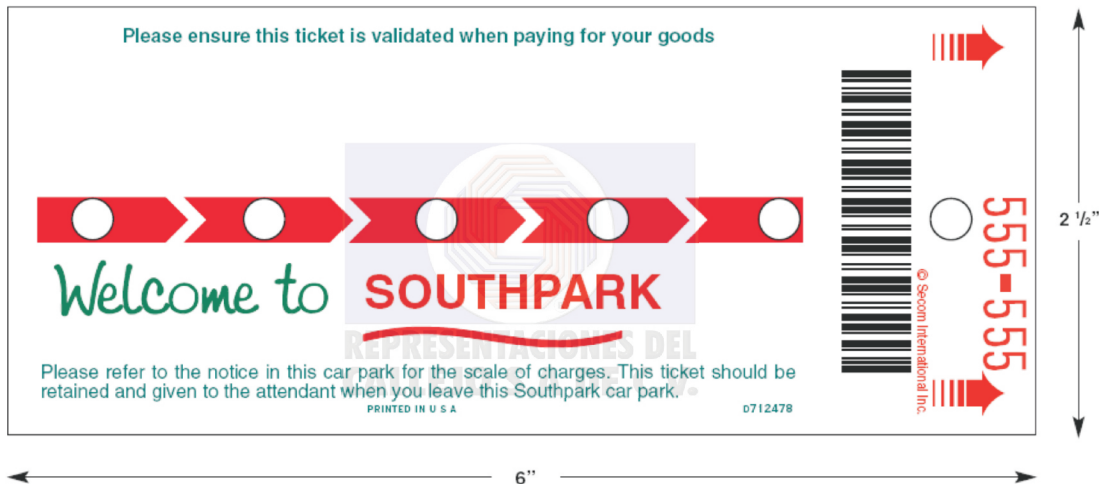 Please ensure this ticket is validated when paying for your goods
Welcome to SOUTHPARK
REPRESENTACIONES DEL
Please refer to the notice in this car park for the scale of charges. This ticket should be
retained and given to the attendant when you leave this Southpark car park.
PRINTED IN U S A
D712478
© Secom International Inc.
555-555
2 ½”
6”